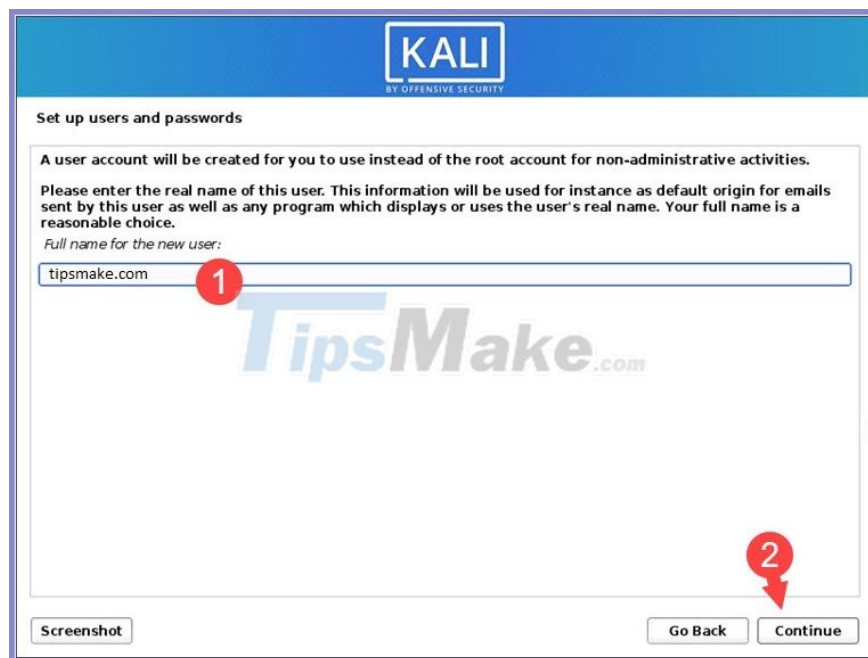 KALI
BY OFFENSIVE SECURITY
Set up users and passwords
A user account will be created for you to use instead of the root account for non-administrative activities.
Please enter the real name of this user. This information will be used for instance as default origin for emails
sent by this user as well as any program which displays or uses the user's real name. Your full name is a
reasonable choice.
Full name for the new user:
tipsmake.com
1
TipsMake.com
2
Screenshot
Go Back
Continue